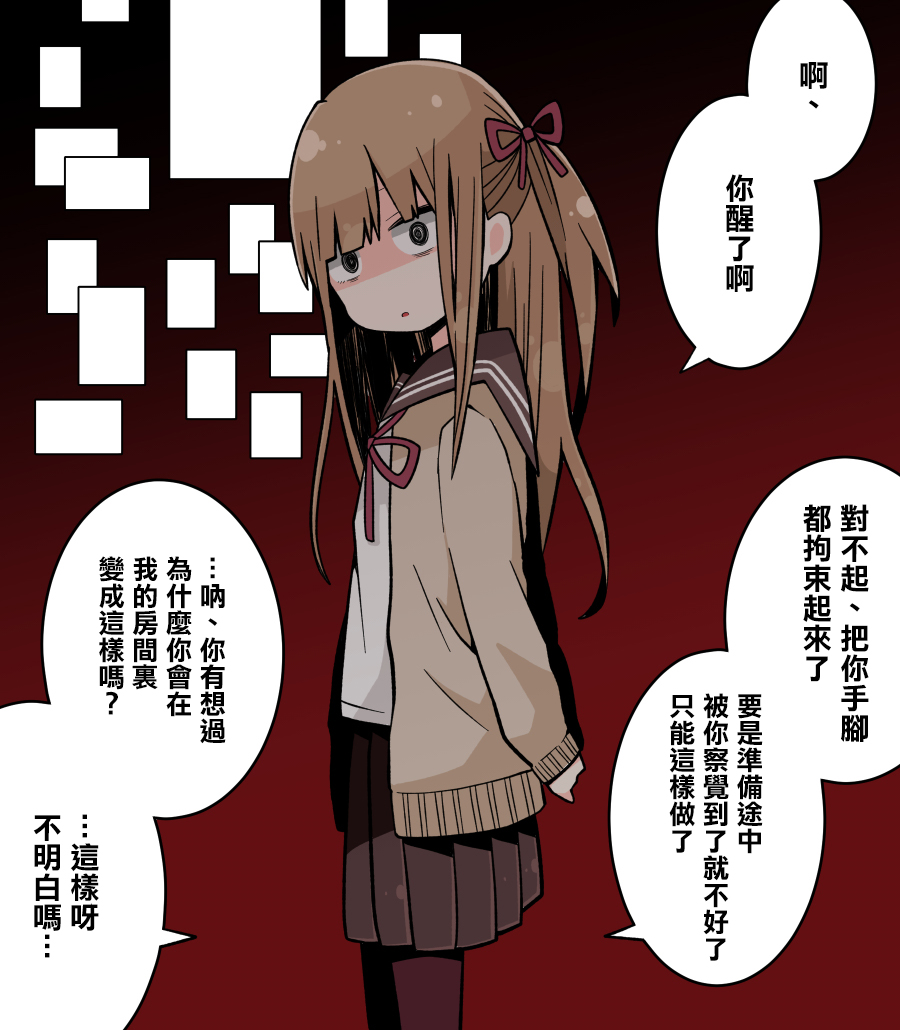 啊、
你醒了啊
對不起、把你手腳
都拘束起來了
要是準備途中
被你察覺到了就不好了
只能這樣做了
…吶、你有想過
為什麼你會在
我的房間裏
變成這樣嗎？
…這樣呀
不明白嗎…